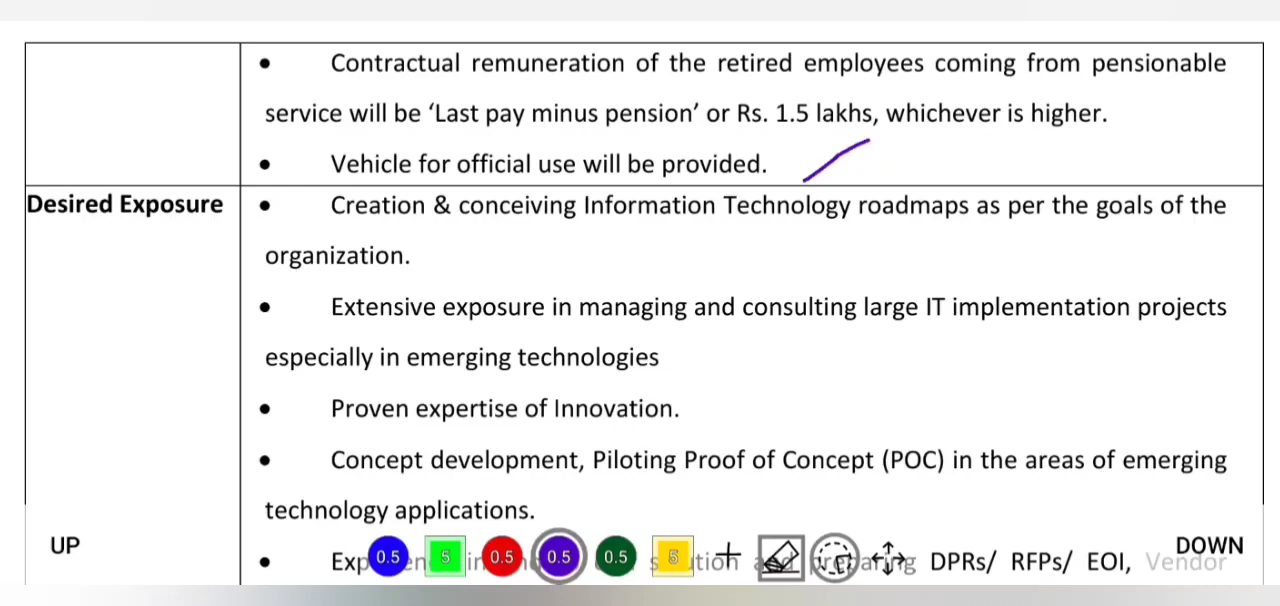 • Contractual remuneration of the retired employees coming from pensionable
service will be ‘Last pay minus pension’ or Rs. 1.5 lakhs, whichever is higher.
• Vehicle for official use will be provided.
Desired Exposure • Creation & conceiving Information Technology roadmaps as per the goals of the
organization.
• Extensive exposure in managing and consulting large IT implementation projects
especially in emerging technologies
• Proven expertise of Innovation.
• Concept development, Piloting Proof of Concept (POC) in the areas of emerging
technology applications.
UP
DOWN
• 0.5 5 0.5 0.5 0.5 5 DPRs/ RFPs/ EOI, Vendor